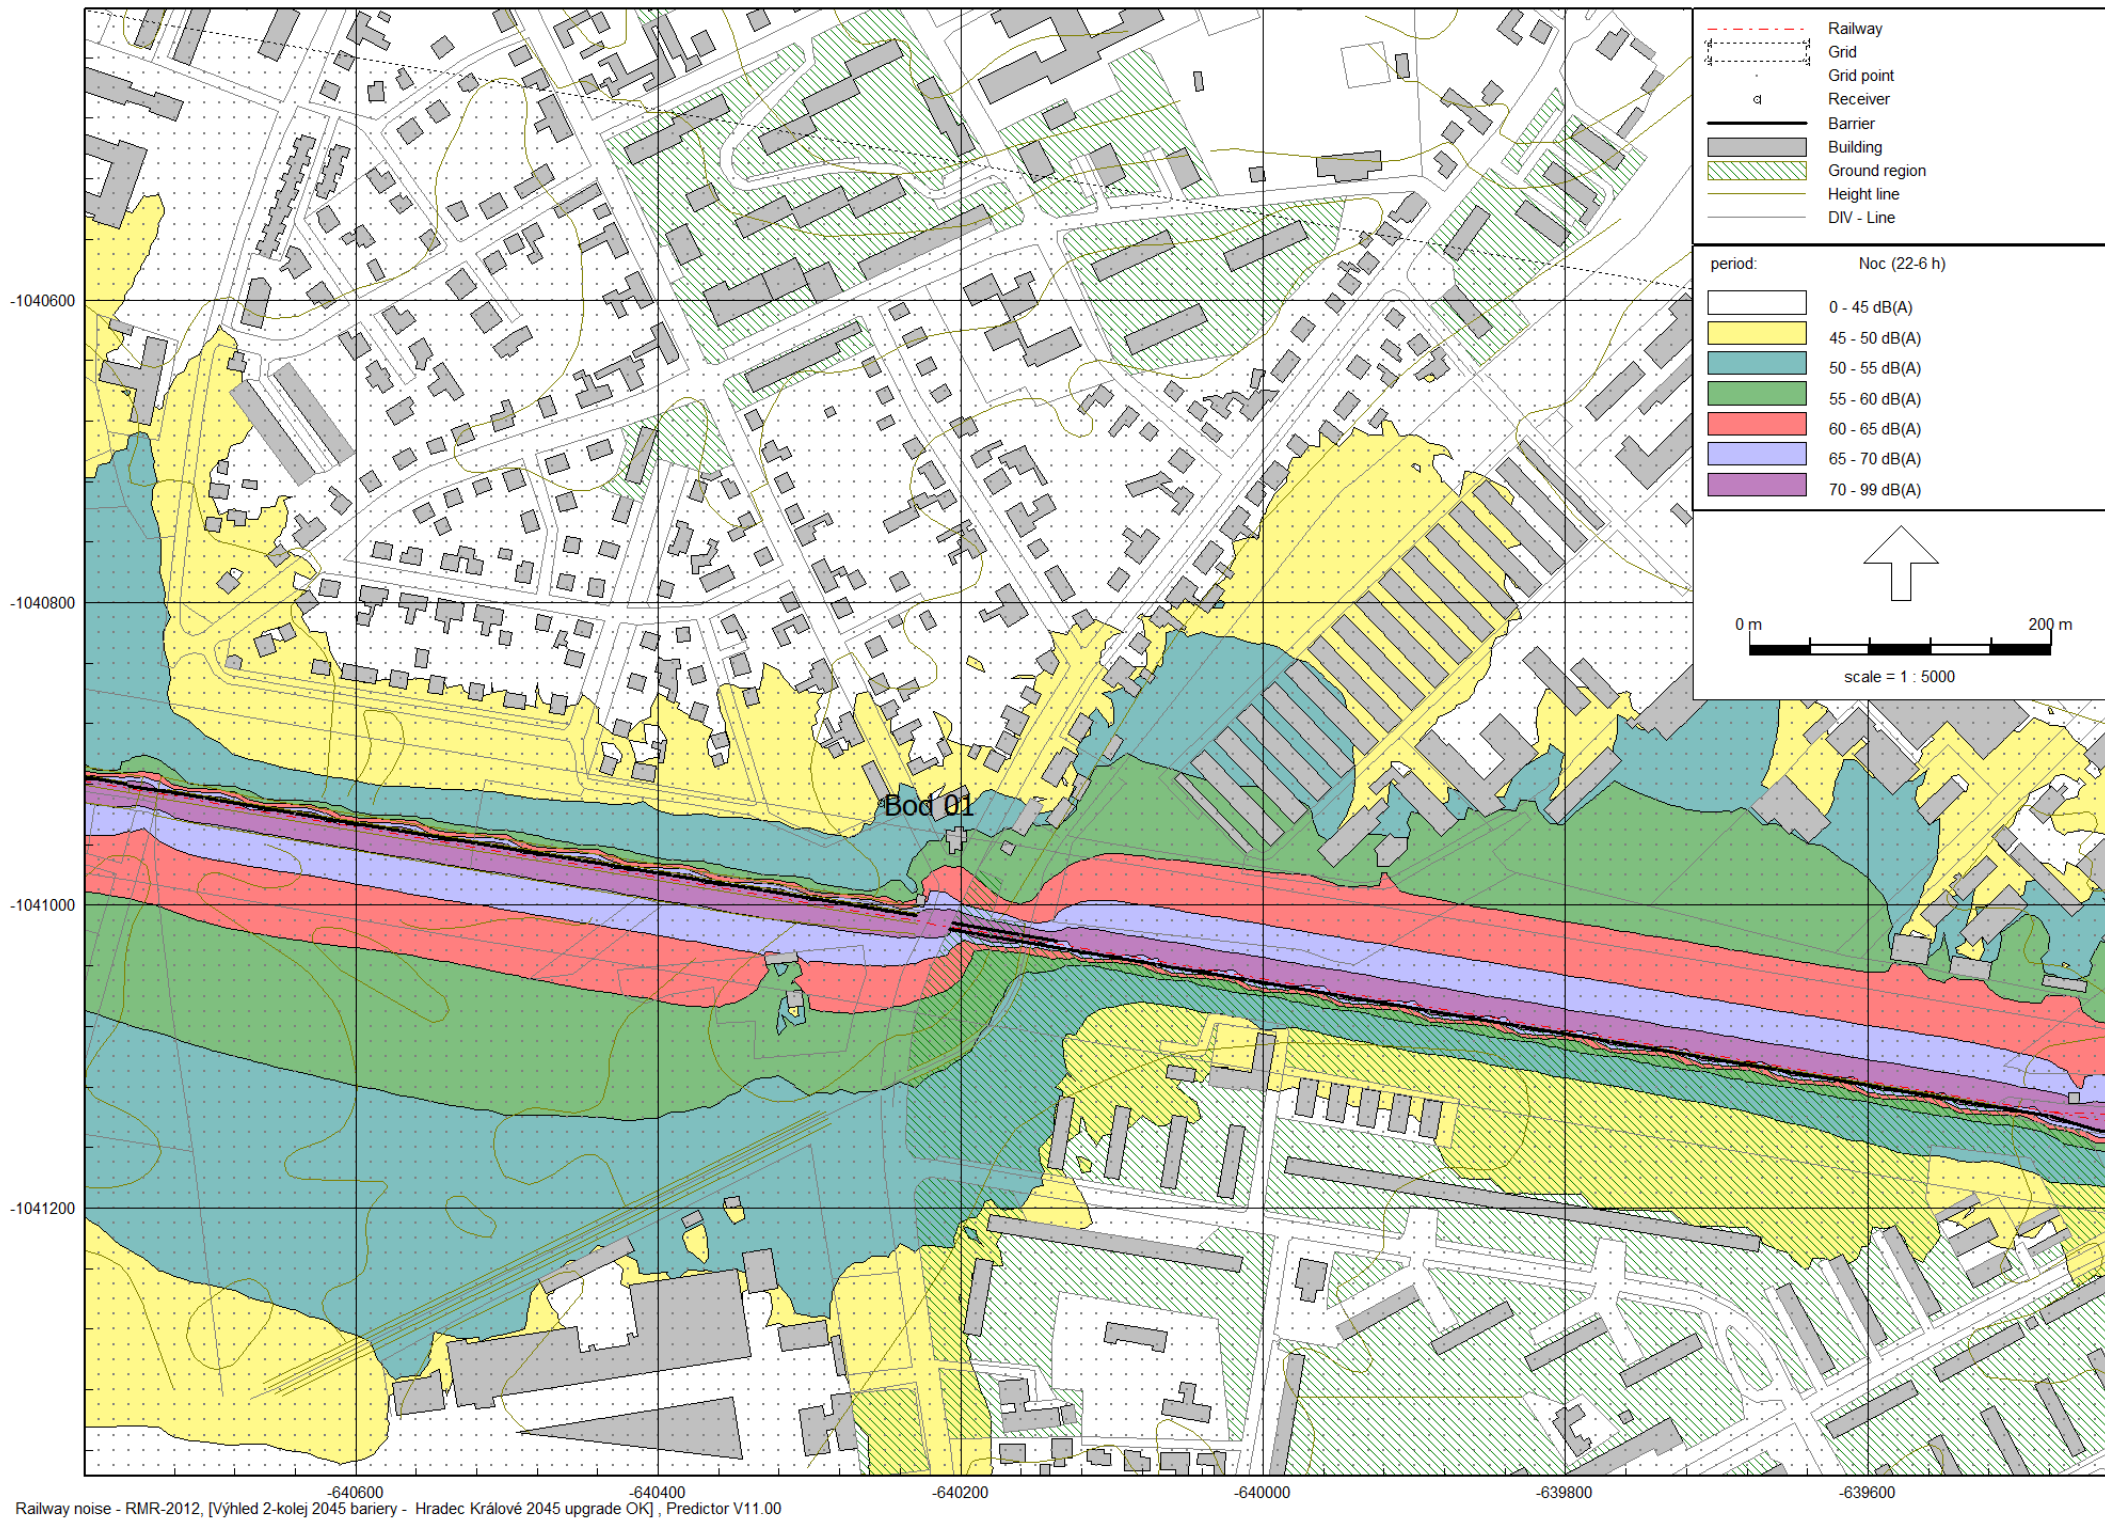 Railway
Grid
Grid point
Receiver
Barrier
Building
Ground region
Height line
DIV - Line
period: Noc (22-6 h)
0 - 45 dB(A)
45 - 50 dB(A)
50 - 55 dB(A)
55 - 60 dB(A)
60 - 65 dB(A)
65 - 70 dB(A)
70 - 99 dB(A)
0 m 200 m
scale = 1 : 5000
-1040600
-1040800
Bod 01
-1041000
-1041200
-640600 -640400 -640200 -640000 -639800 -639600
Railway noise - RMR-2012, [Výhled 2-kolej 2045 bariery - Hradec Králové 2045 upgrade OK] , Predictor V11.00